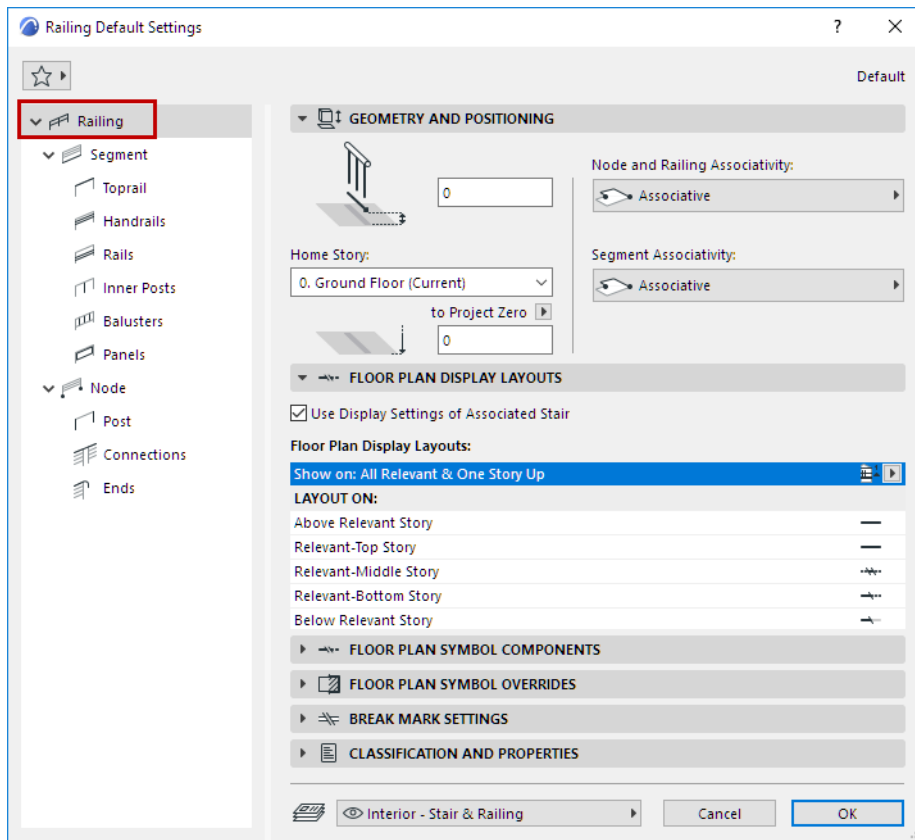 Railing Default Settings
?
Default
Railing
Segment
Toprail
Handrails
Rails
Inner Posts
Balusters
Panels
Node
Post
Connections
Ends
GEOMETRY AND POSITIONING
0
Home Story:
0. Ground Floor (Current)
to Project Zero
0
Node and Railing Associativity:
Associative
Segment Associativity:
Associative
FLOOR PLAN DISPLAY LAYOUTS
Use Display Settings of Associated Stair
Floor Plan Display Layouts:
Show on: All Relevant & One Story Up
LAYOUT ON:
Above Relevant Story
Relevant-Top Story
Relevant-Middle Story
Relevant-Bottom Story
Below Relevant Story
FLOOR PLAN SYMBOL COMPONENTS
FLOOR PLAN SYMBOL OVERRIDES
BREAK MARK SETTINGS
CLASSIFICATION AND PROPERTIES
Interior - Stair & Railing
Cancel
OK